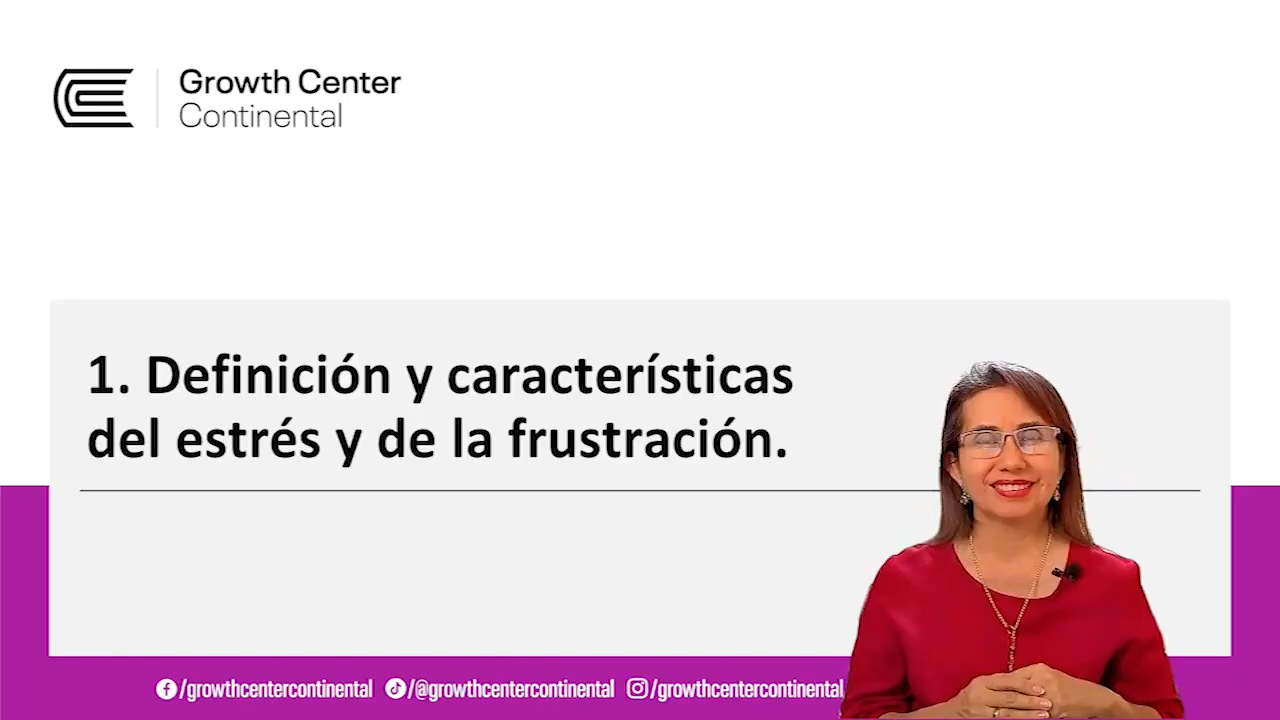 Growth Center
Continental
1. Definición y características
del estrés y de la frustración.
/growthcentercontinental /@growthcentercontinental /growthcentercontinental